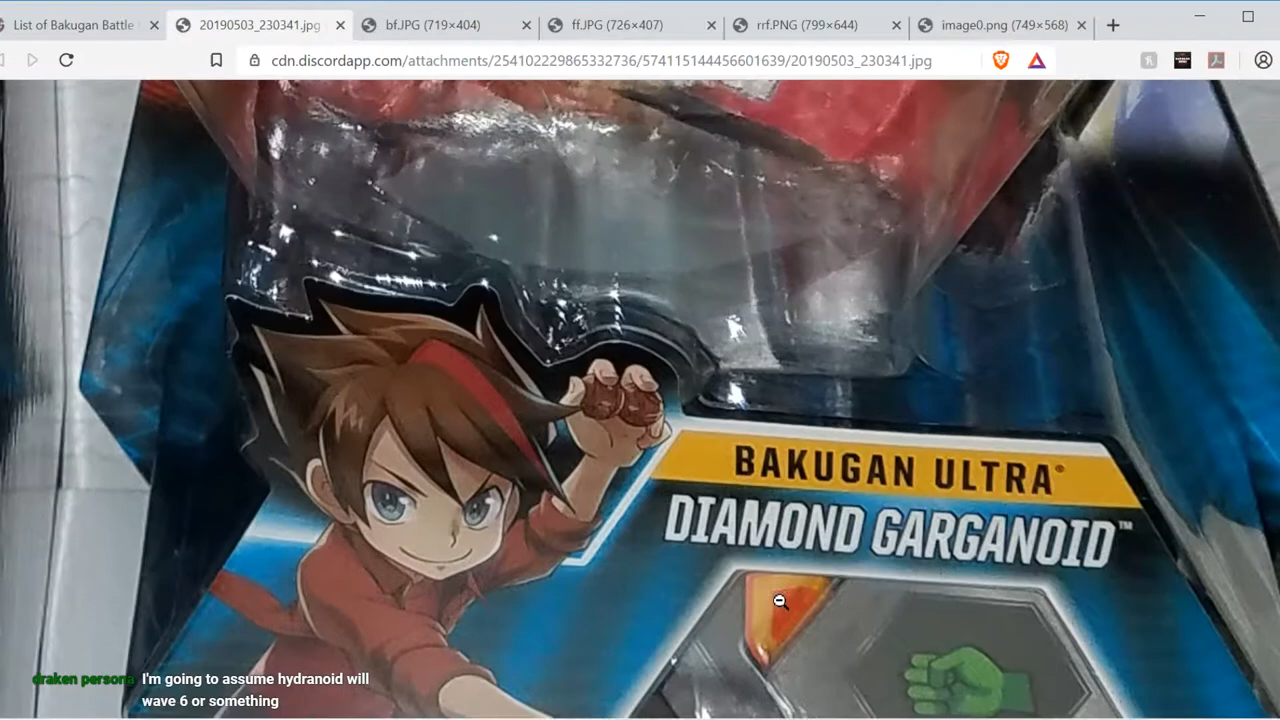 List of Bakugan Battle
20190503_230341.jpg
bf.JPG (719×404)
ff.JPG (726×407)
rrf.PNG (799×644)
image0.png (749×568)
cdn.discordapp.com/attachments/254102229865332736/574115144456601639/20190503_230341.jpg
BAKUGAN ULTRA®
DIAMOND GARGANOID™
draken persona I'm going to assume hydranoid will
wave 6 or something